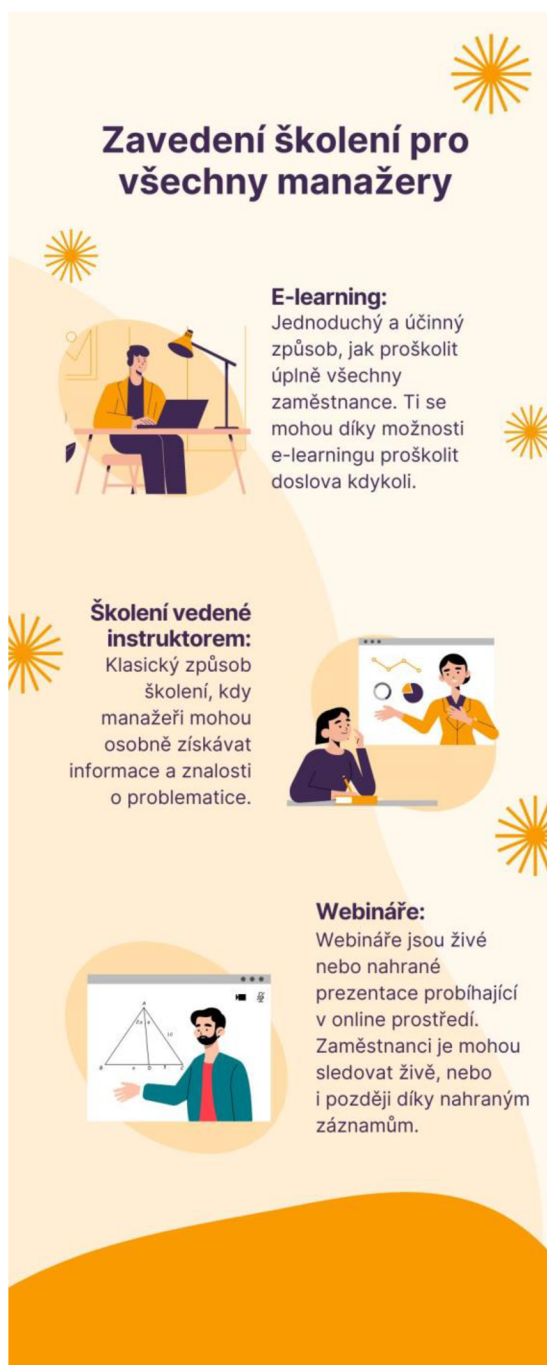 Zavedení školení pro
všechny manažery
E-learning:
Jednoduchý a účinný
způsob, jak proškolit
úplně všechny
zaměstnance. Ti se
mohou díky možnosti
e-learningu proškolit
doslova kdykoli.
Školení vedené
instruktorem:
Klasický způsob
školení, kdy
manažeři mohou
osobně získávat
informace a znalosti
o problematice.
Webináře:
Webináře jsou živé
nebo nahrané
prezentace probíhající
v online prostředí.
Zaměstnanci je mohou
sledovat živě, nebo
i později díky nahraným
záznamům.